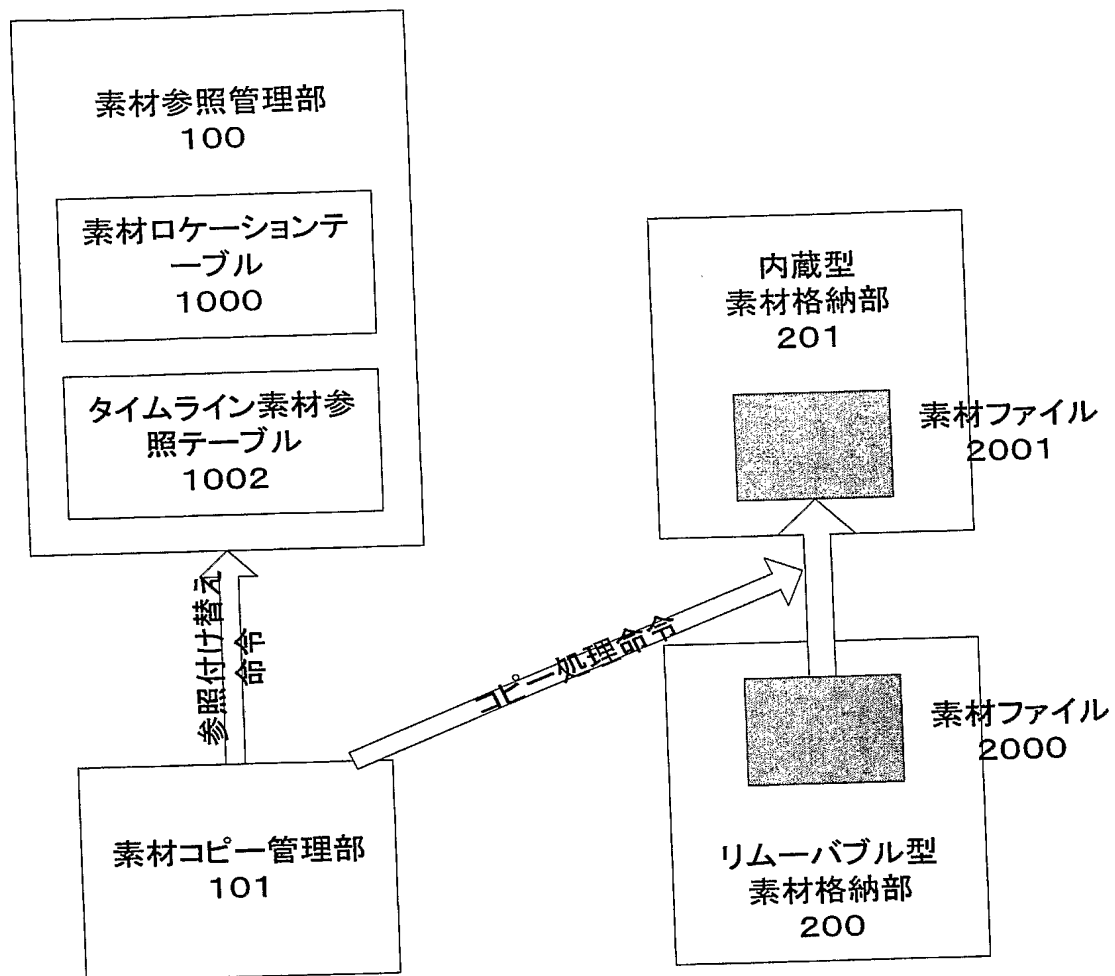 素材参照管理部
100
素材ロケーションテ
ーブル
1000
タイムライン素材参
照テーブル
1002
参照付け替え
命令
素材コピー管理部
101
コピー処理命令
内蔵型
素材格納部
201
素材ファイル
2001
素材ファイル
2000
リムーバブル型
素材格納部
200